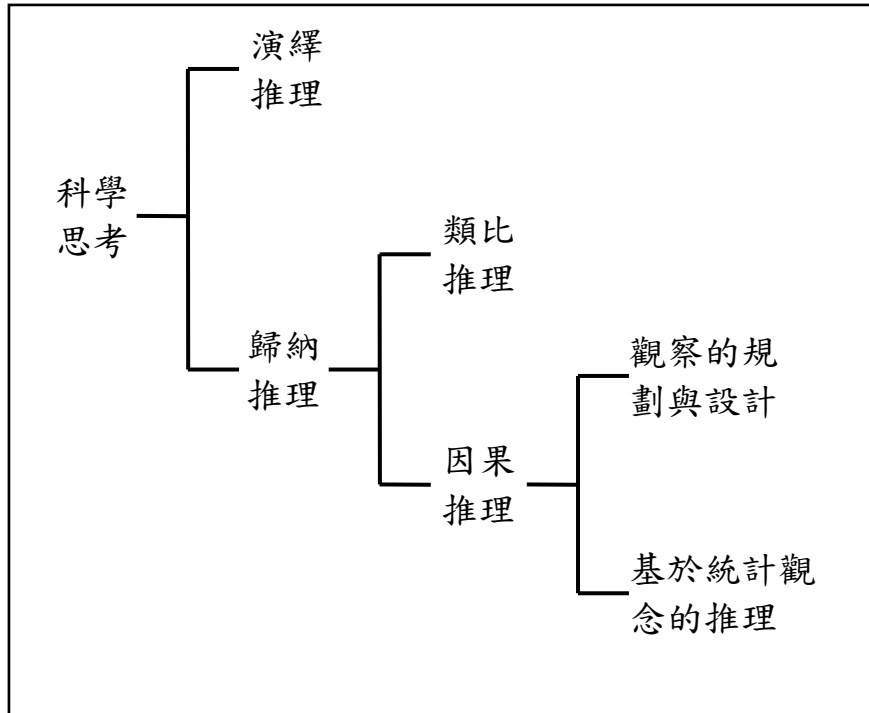 演繹
推理
科學
思考
類比
推理
歸納
推理
觀察的規
劃與設計
因果
推理
基於統計觀
念的推理